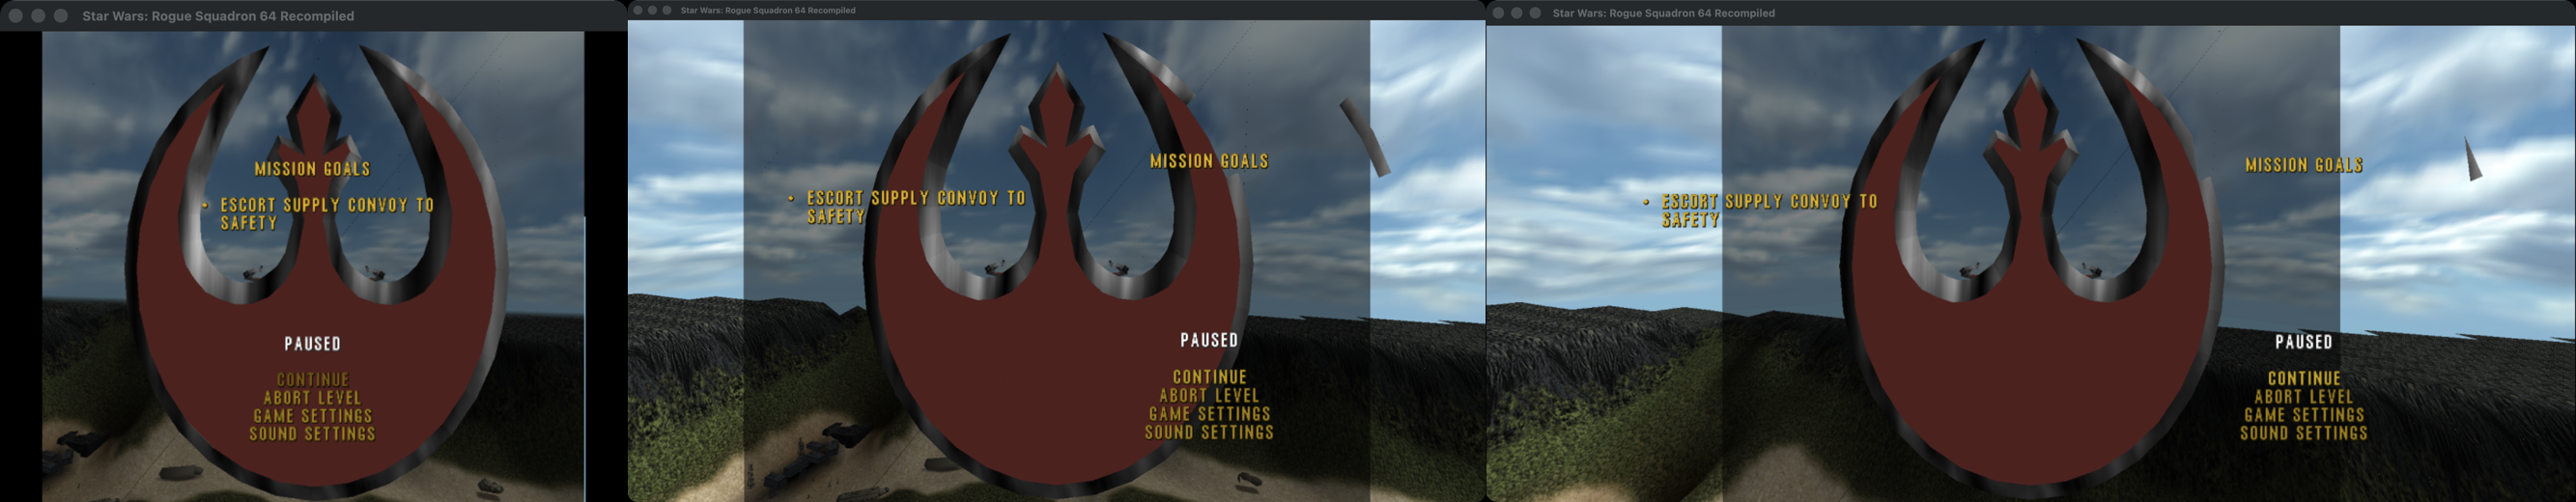 Star Wars: Rogue Squadron 64 Recompiled
MISSION GOALS
• ESCORT SUPPLY CONVOY TO
SAFETY
PAUSED
CONTINUE
ABORT LEVEL
GAME SETTINGS
SOUND SETTINGS
Star Wars: Rogue Squadron 64 Recompiled
MISSION GOALS
• ESCORT SUPPLY CONVOY TO
SAFETY
PAUSED
CONTINUE
ABORT LEVEL
GAME SETTINGS
SOUND SETTINGS
Star Wars: Rogue Squadron 64 Recompiled
MISSION GOALS
• ESCORT SUPPLY CONVOY TO
SAFETY
PAUSED
CONTINUE
ABORT LEVEL
GAME SETTINGS
SOUND SETTINGS